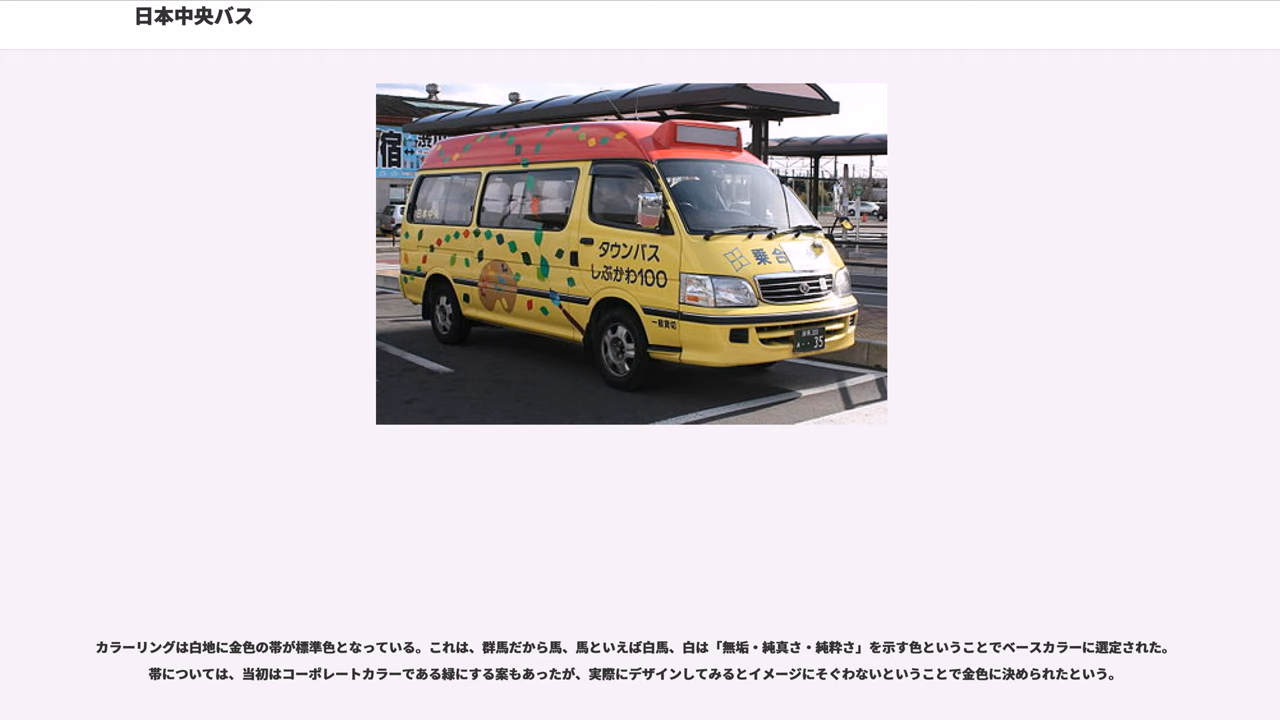 日本中央バス
宿
日本中央
タウンバス
しぶかわ100
乗合
一般貸切
35
カラーリングは白地に金色の帯が標準色となっている。これは、群馬だから馬、馬といえば白馬、白は「無垢・純真さ・純粋さ」を示す色ということでベースカラーに選定された。
帯については、当初はコーポレートカラーである緑にする案もあったが、実際にデザインしてみるとイメージにそぐわないということで金色に決められたという。